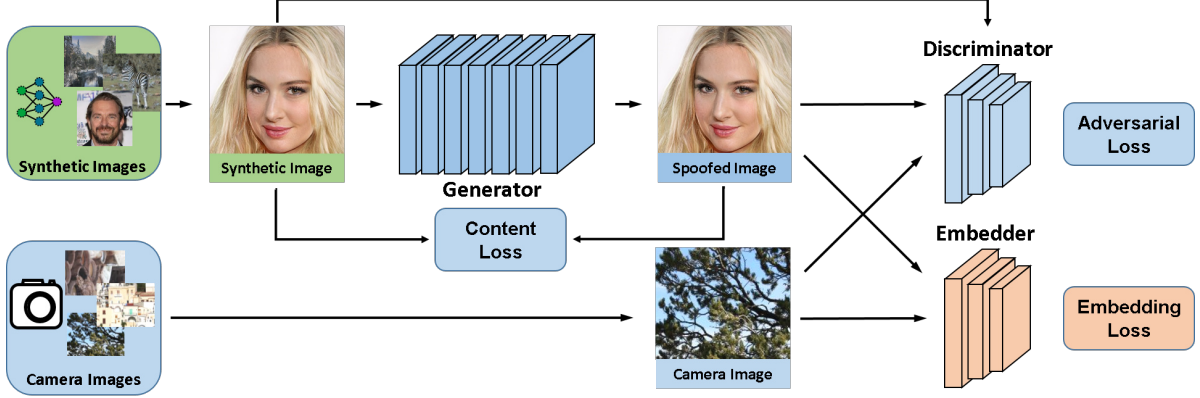 Discriminator
Synthetic Images
Synthetic Image
Generator
Spoofed Image
Adversarial
Loss
Content
Loss
Embedder
Camera Images
Camera Image
Embedding
Loss